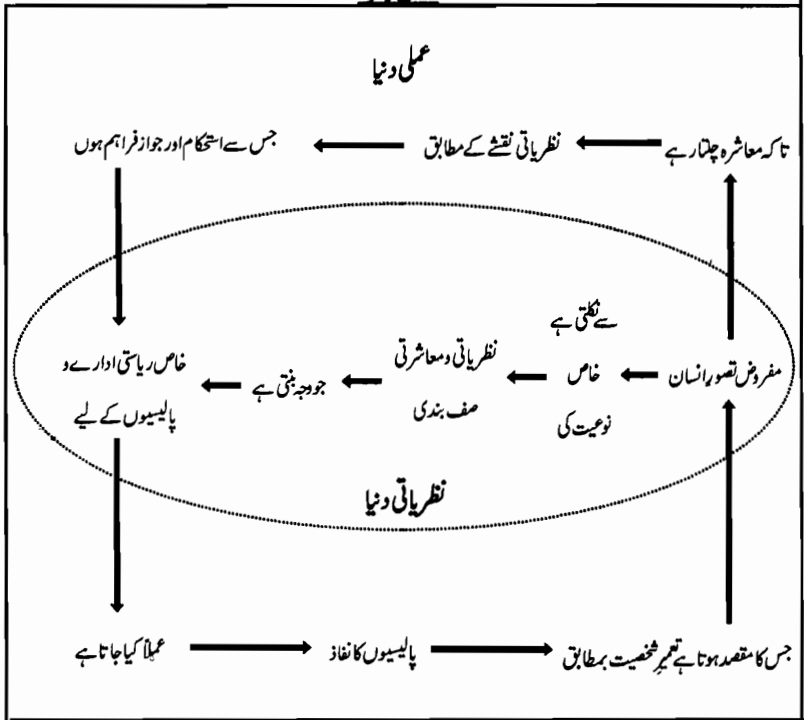 عملی دنیا
تاکہ معاشرہ چلتا رہے
نظریاتی نقشے کے مطابق
جس سے استحکام اور جواز فراہم ہوں
مفروض تصورِ انسان
سے نکلتی ہے
خاص
نوعیت کی
نظریاتی و معاشرتی
صف بندی
جو وجہ بنتی ہے
خاص ریاستی ادارے و
پالیسیوں کے لیے
نظریاتی دنیا
جس کا مقصد ہوتا ہے تعمیرِ شخصیت بمطابق
پالیسیوں کا نفاذ
عملاً کیا جاتا ہے